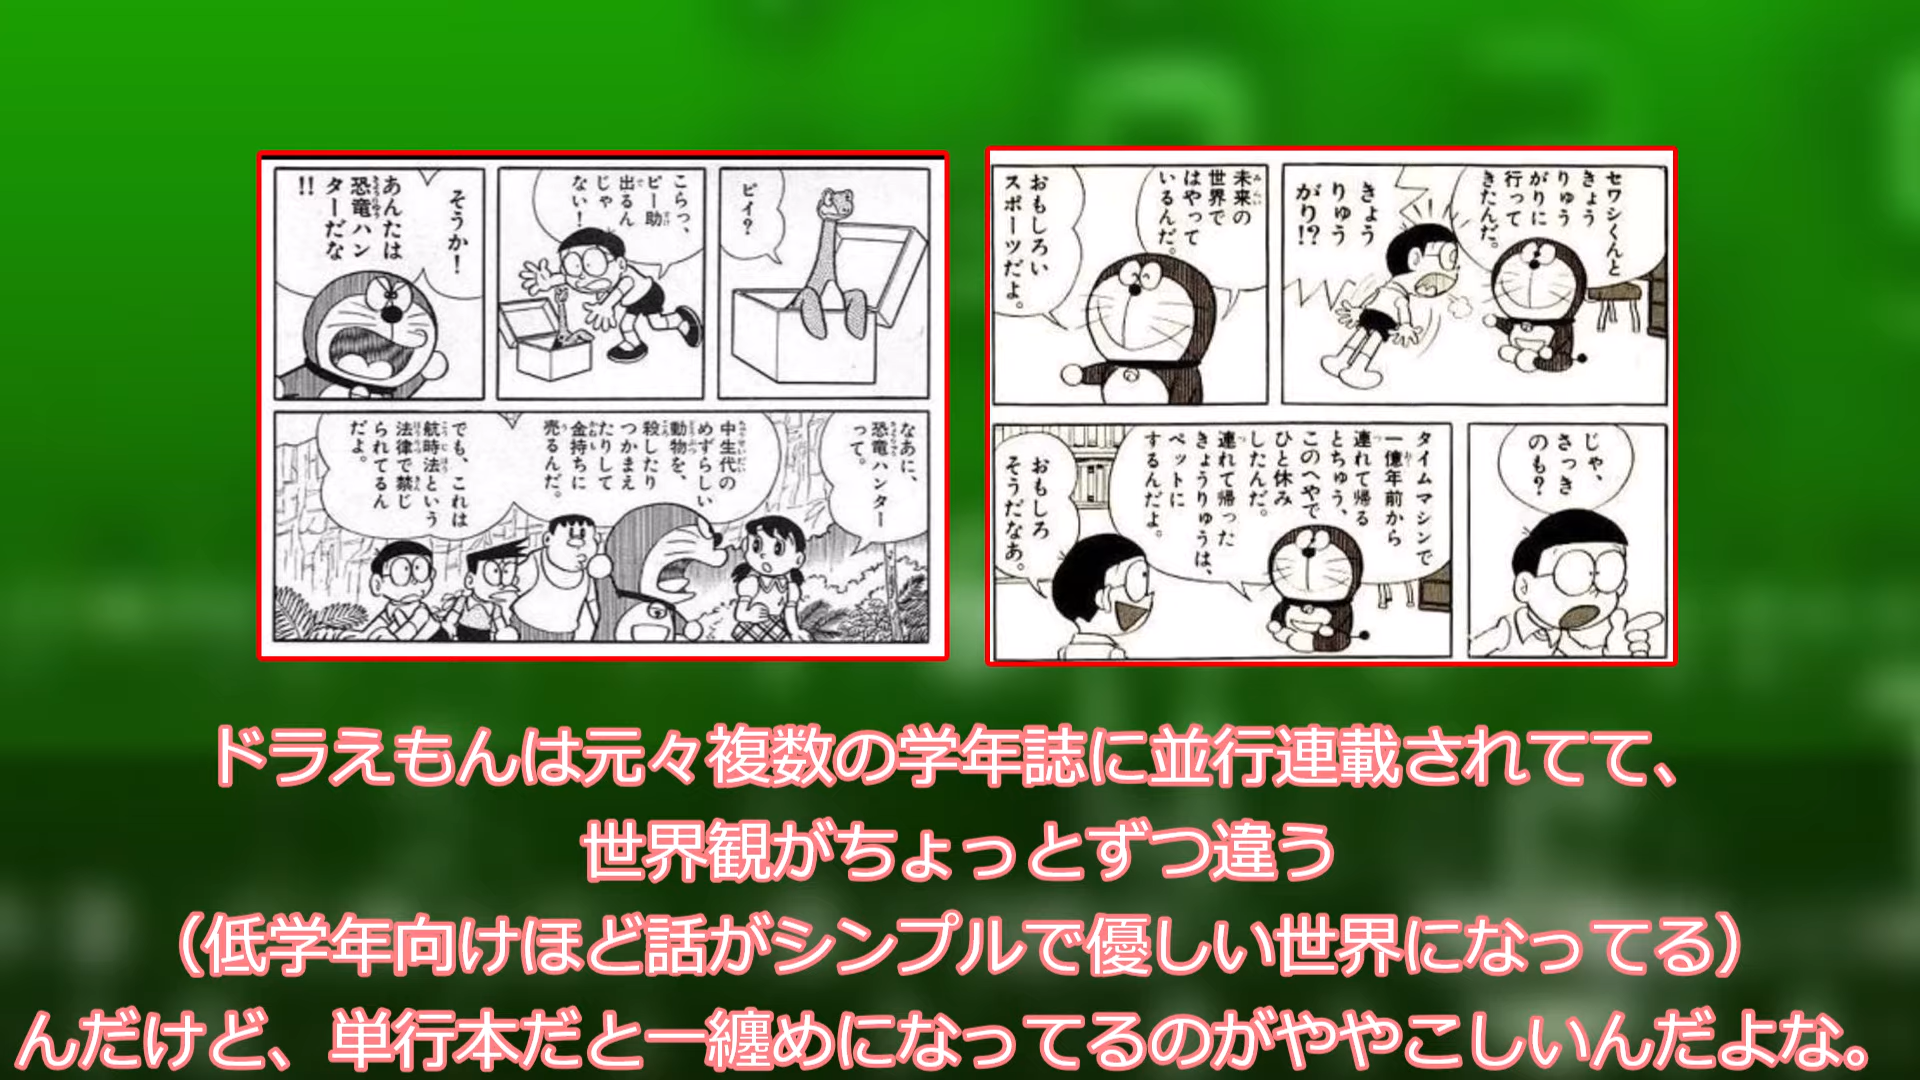 ピイ?
こらっ、
ピー助
出るん
じゃ
ない!
そうか!
あんたは
恐竜ハン
ターだな
!!
なあに、
恐竜ハンター
って。
中生代の
めずらしい
動物を、
殺したり
つかまえ
たりして
金持ちに
売るんだ。
でも、これは
航時法という
法律で禁じ
られてるん
だよ。
セワシくんと
きょう
りゅう
がりに
行って
きたんだ。
きょう
りゅう
がり!?
未来の
世界で
はやって
いるんだ。
おもしろい
スポーツだよ。
じゃ、
さっき
のも?
タイムマシンで
一億年前から
連れて帰る
とちゅう、
このへやで
ひと休み
したんだ。
連れて帰った
きょうりゅうは、
ペットに
するんだよ。
おもしろ
そうだなあ。
ドラえもんは元々複数の学年誌に並行連載されてて、
世界観がちょっとずつ違う
（低学年向けほど話がシンプルで優しい世界になってる）
んだけど、単行本だと一纏めになってるのがややこしいんだよな。